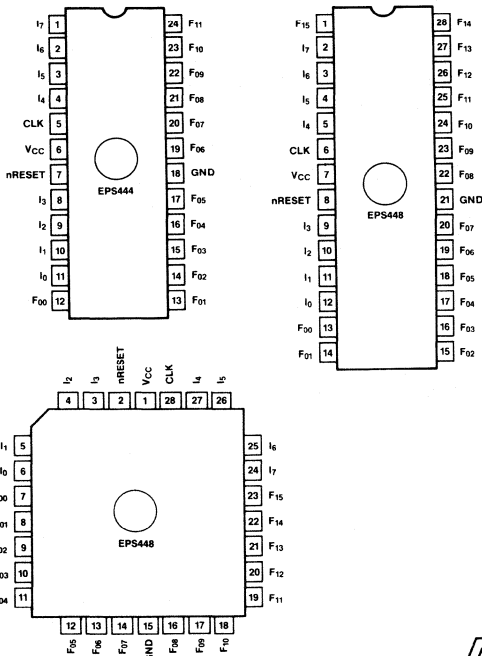 I7 1 24 F11
I6 2 23 F10
I5 3 22 F09
I4 4 21 F08
CLK 5 20 F07
VCC 6 19 F06
nRESET 7 18 GND
EPS444
I3 8 17 F05
I2 9 16 F04
I1 10 15 F03
I0 11 14 F02
F00 12 13 F01
F15 1 28 F14
I7 2 27 F13
I6 3 26 F12
I5 4 25 F11
I4 5 24 F10
CLK 6 23 F09
VCC 7 22 F08
nRESET 8 21 GND
EPS448
I3 9 20 F07
I2 10 19 F06
I1 11 18 F05
I0 12 17 F04
F00 13 16 F03
F01 14 15 F02
I2 I3 nRESET VCC CLK I4 I5
4 3 2 1 28 27 26
I1 5 25 I6
I0 6 24 I7
00 7 23 F15
01 8 22 F14
02 9 21 F13
EPS448
03 10 20 F12
04 11 19 F11
12 13 14 15 16 17 18
F05 F06 F07 GND F08 F09 F10